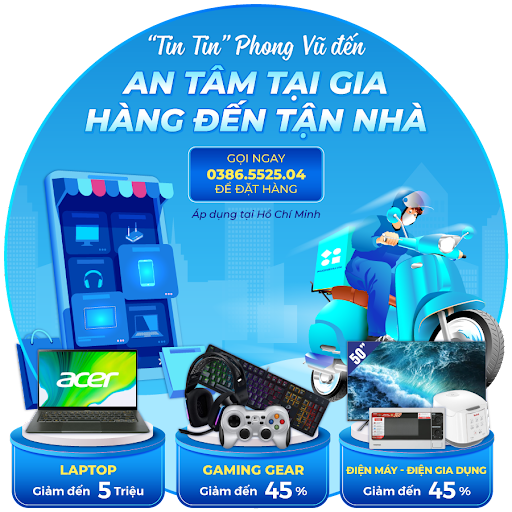 “Tin Tin” Phong Vũ đến
AN TÂM TẠI GIA
HÀNG ĐẾN TẬN NHÀ
GỌI NGAY
0386.5525.04
ĐỂ ĐẶT HÀNG
Áp dụng tại Hồ Chí Minh
acer
50"
LAPTOP
Giảm đến 5 Triệu
GAMING GEAR
Giảm đến 45 %
ĐIỆN MÁY - ĐIỆN GIA DỤNG
Giảm đến 45 %